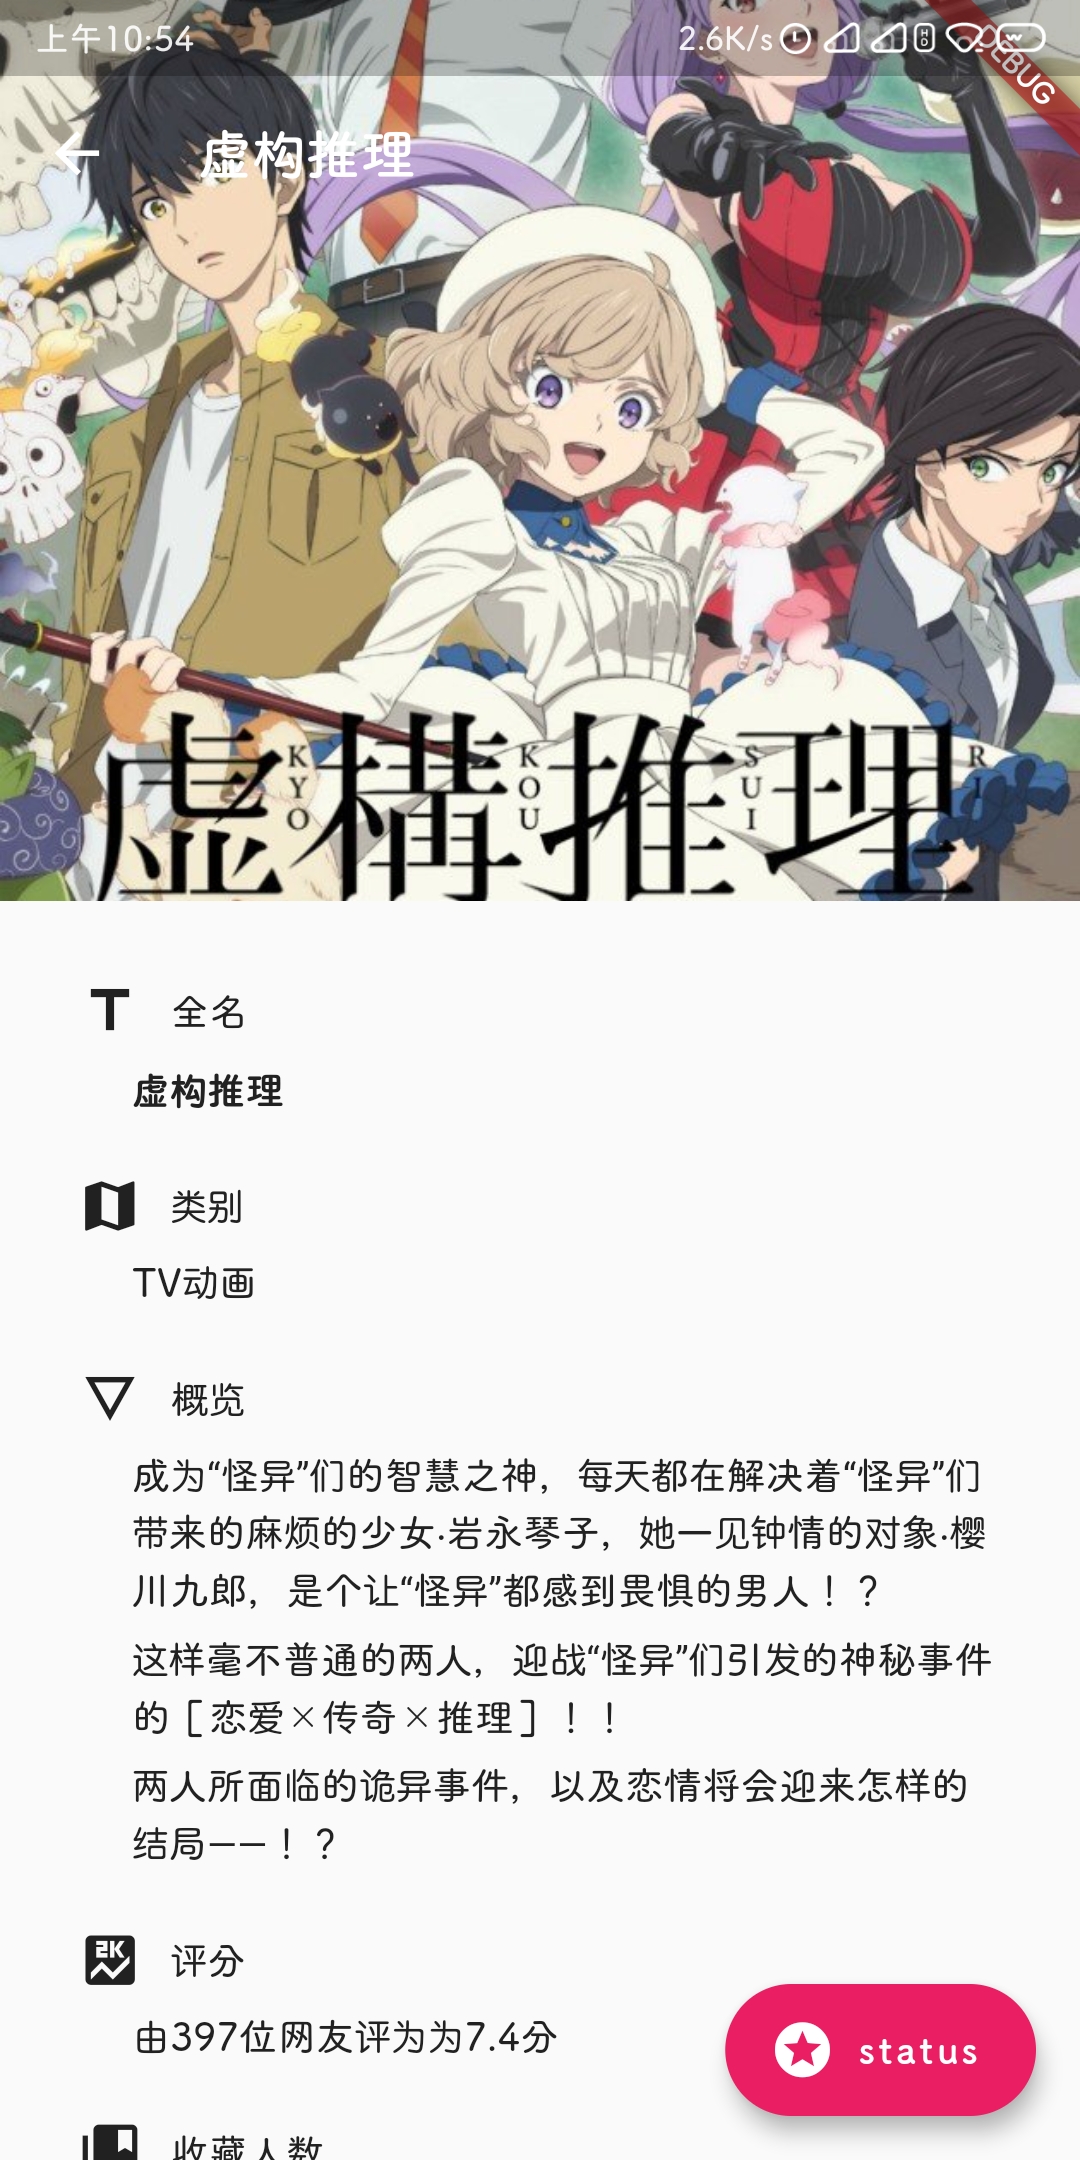 上午10:54
2.6K/s
HD
DEBUG
虚构推理
虚構推理
KYO KOU SUI RI
全名
虚构推理
类别
TV动画
概览
成为“怪异”们的智慧之神，每天都在解决着“怪异”们
带来的麻烦的少女·岩永琴子，她一见钟情的对象·樱
川九郎，是个让“怪异”都感到畏惧的男人！？
这样毫不普通的两人，迎战“怪异”们引发的神秘事件
的［恋爱×传奇×推理］！！
两人所面临的诡异事件，以及恋情将会迎来怎样的
结局——！？
2K
评分
由397位网友评为为7.4分
status
收藏人数